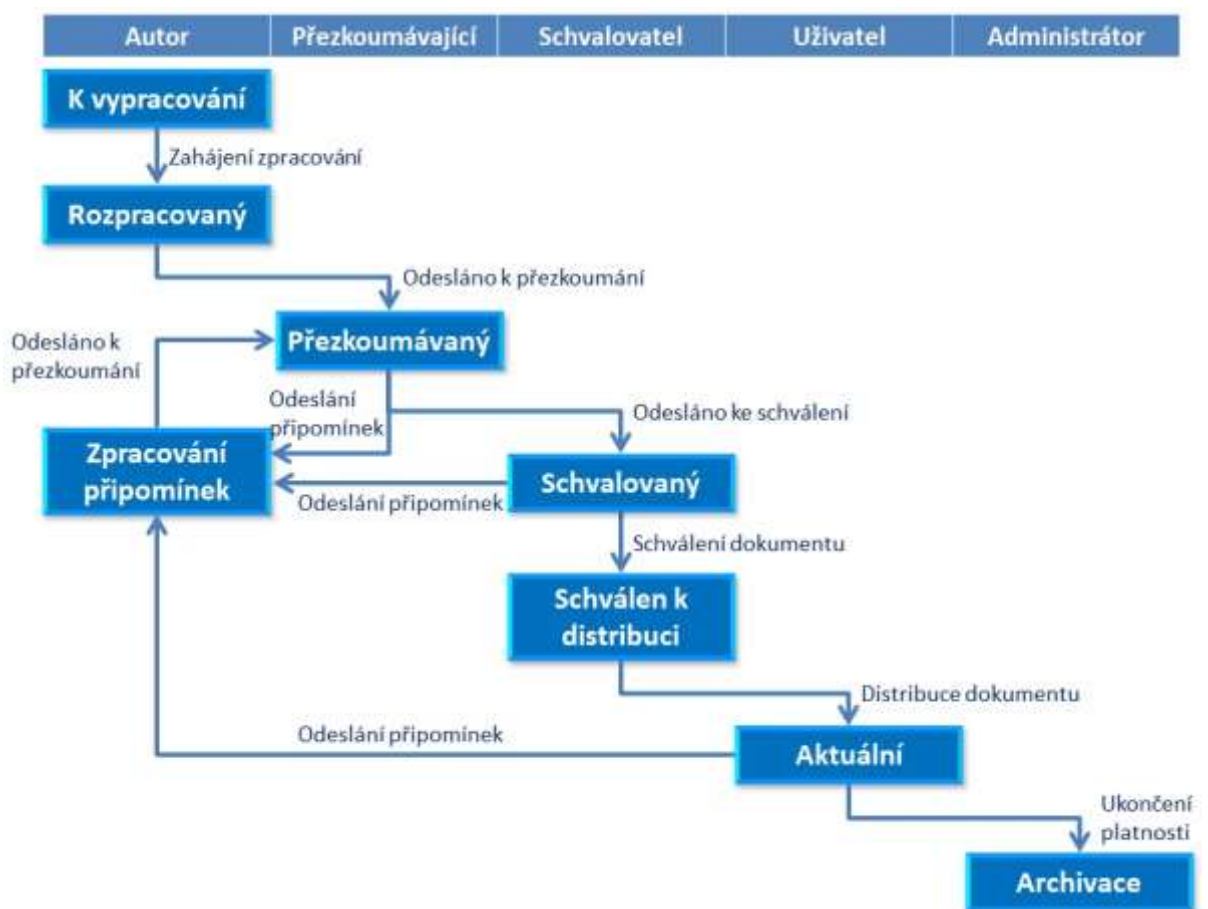 Autor Přezkoumávající Schvalovatel Uživatel Administrátor
K vypracování
Zahájení zpracování
Rozpracovaný
Odesláno k přezkoumání
Přezkoumávaný
Odesláno k
přezkoumání
Odeslání
připomínek
Odesláno ke schválení
Zpracování
připomínek
Schvalovaný
Odeslání připomínek
Schválení dokumentu
Schválen k
distribuci
Distribuce dokumentu
Odeslání připomínek
Aktuální
Ukončení
platnosti
Archivace